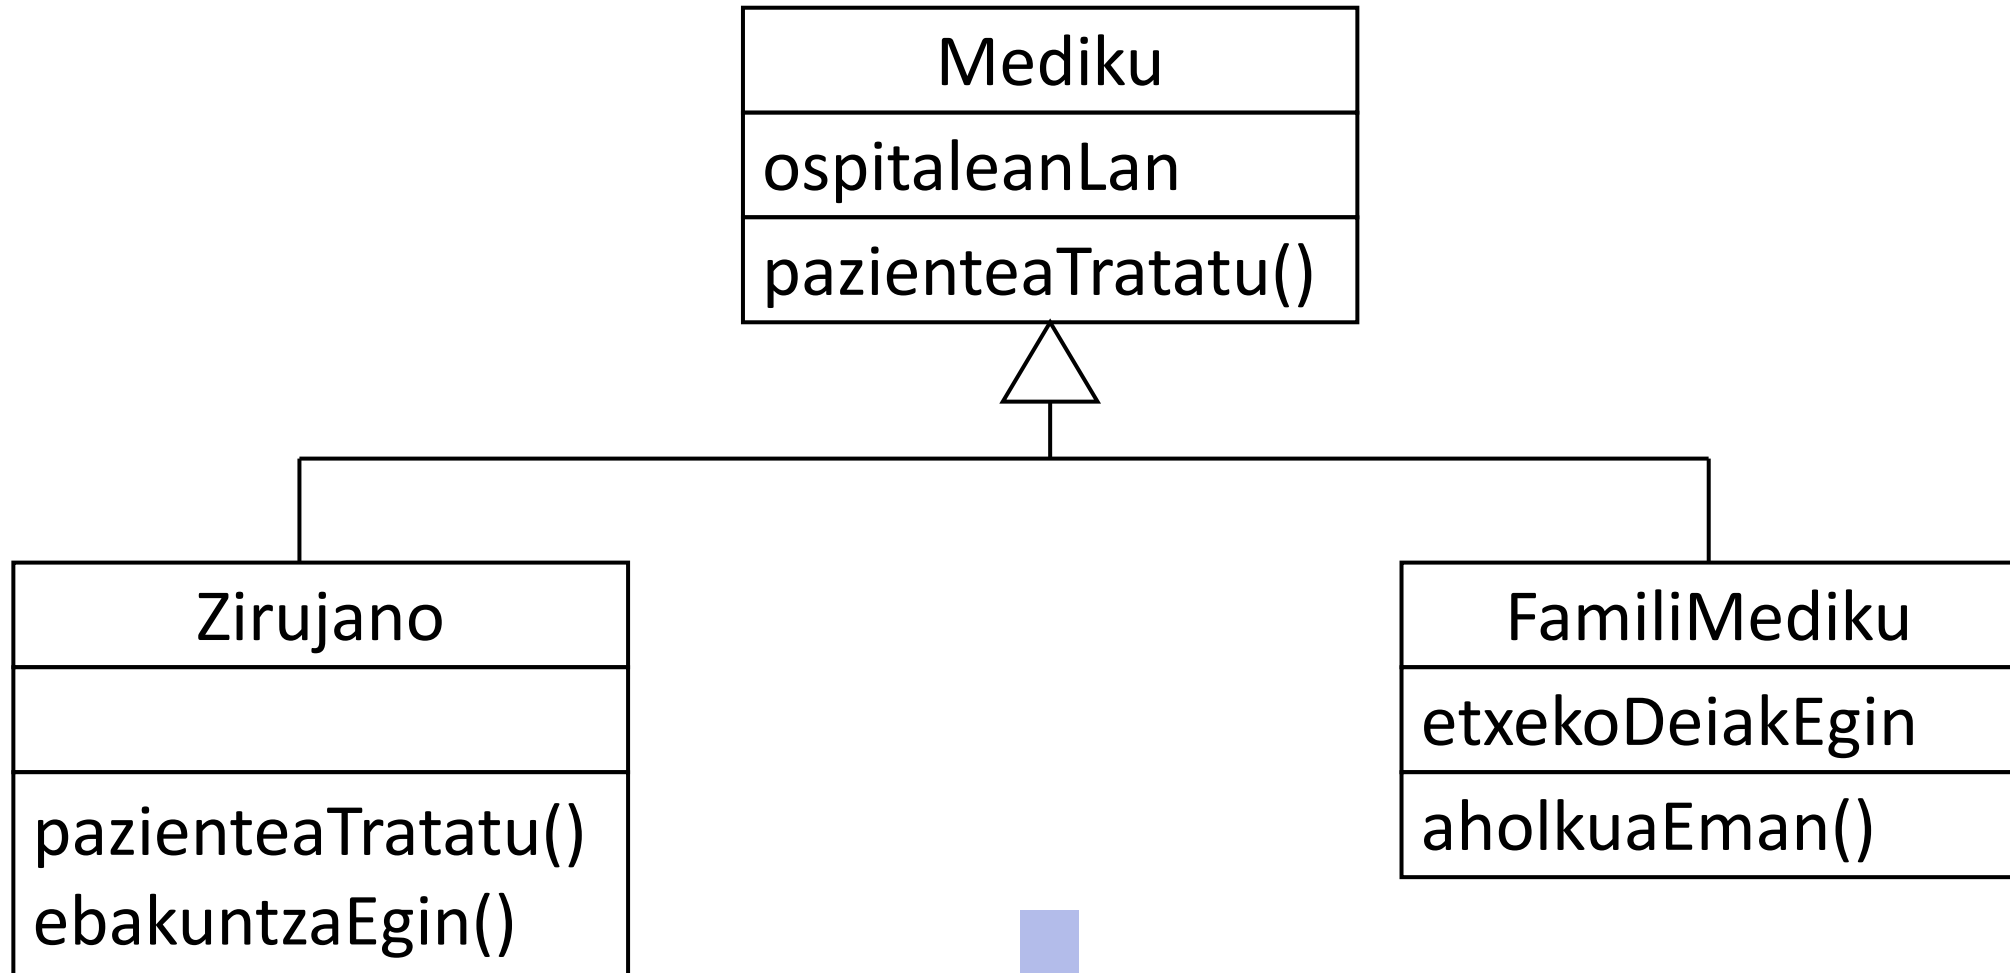 Mediku
ospitaleanLan
pazienteaTratatu()
Zirujano
pazienteaTratatu()
ebakuntzaEgin()
FamiliMediku
etxekoDeiakEgin
aholkuaEman()